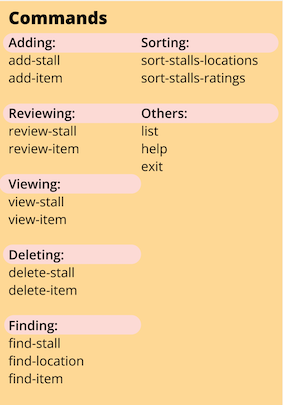 Commands
Adding:
add-stall
add-item
Reviewing:
review-stall
review-item
Viewing:
view-stall
view-item
Deleting:
delete-stall
delete-item
Finding:
find-stall
find-location
find-item
Sorting:
sort-stalls-locations
sort-stalls-ratings
Others:
list
help
exit